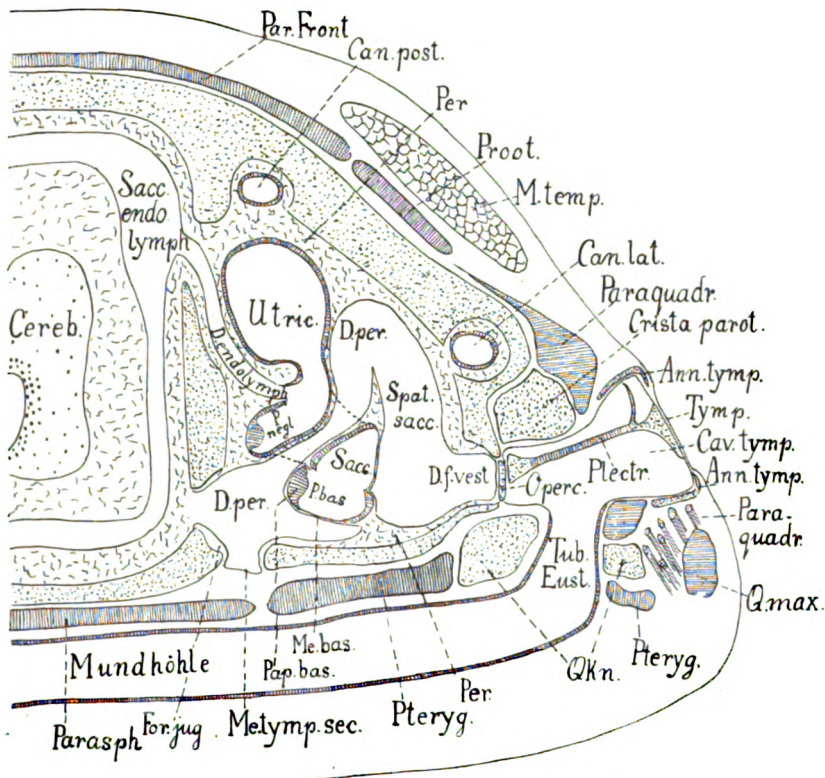 Par. Front
Can. post.
Per
Proot.
M. temp.
Sacc.
endo
lymph
Can. lat.
Paraquadr.
Crista parot.
Cereb.
Utric.
D. per.
D. endolymph
Ann. tymp.
Tymp.
Spat.
sacc.
P.
negl.
Cav. tymp.
Sacc.
D. f. vest
Operc.
Plectr.
Ann. tymp.
D. per.
P. bas
Para-
quadr.
Tub.
Eust.
Q. max.
Mundhöhle
Me. bas.
Pap. bas.
Q Kn.
Pteryg.
Parasph
For. jug
Me. tymp. sec.
Pteryg.
Per.